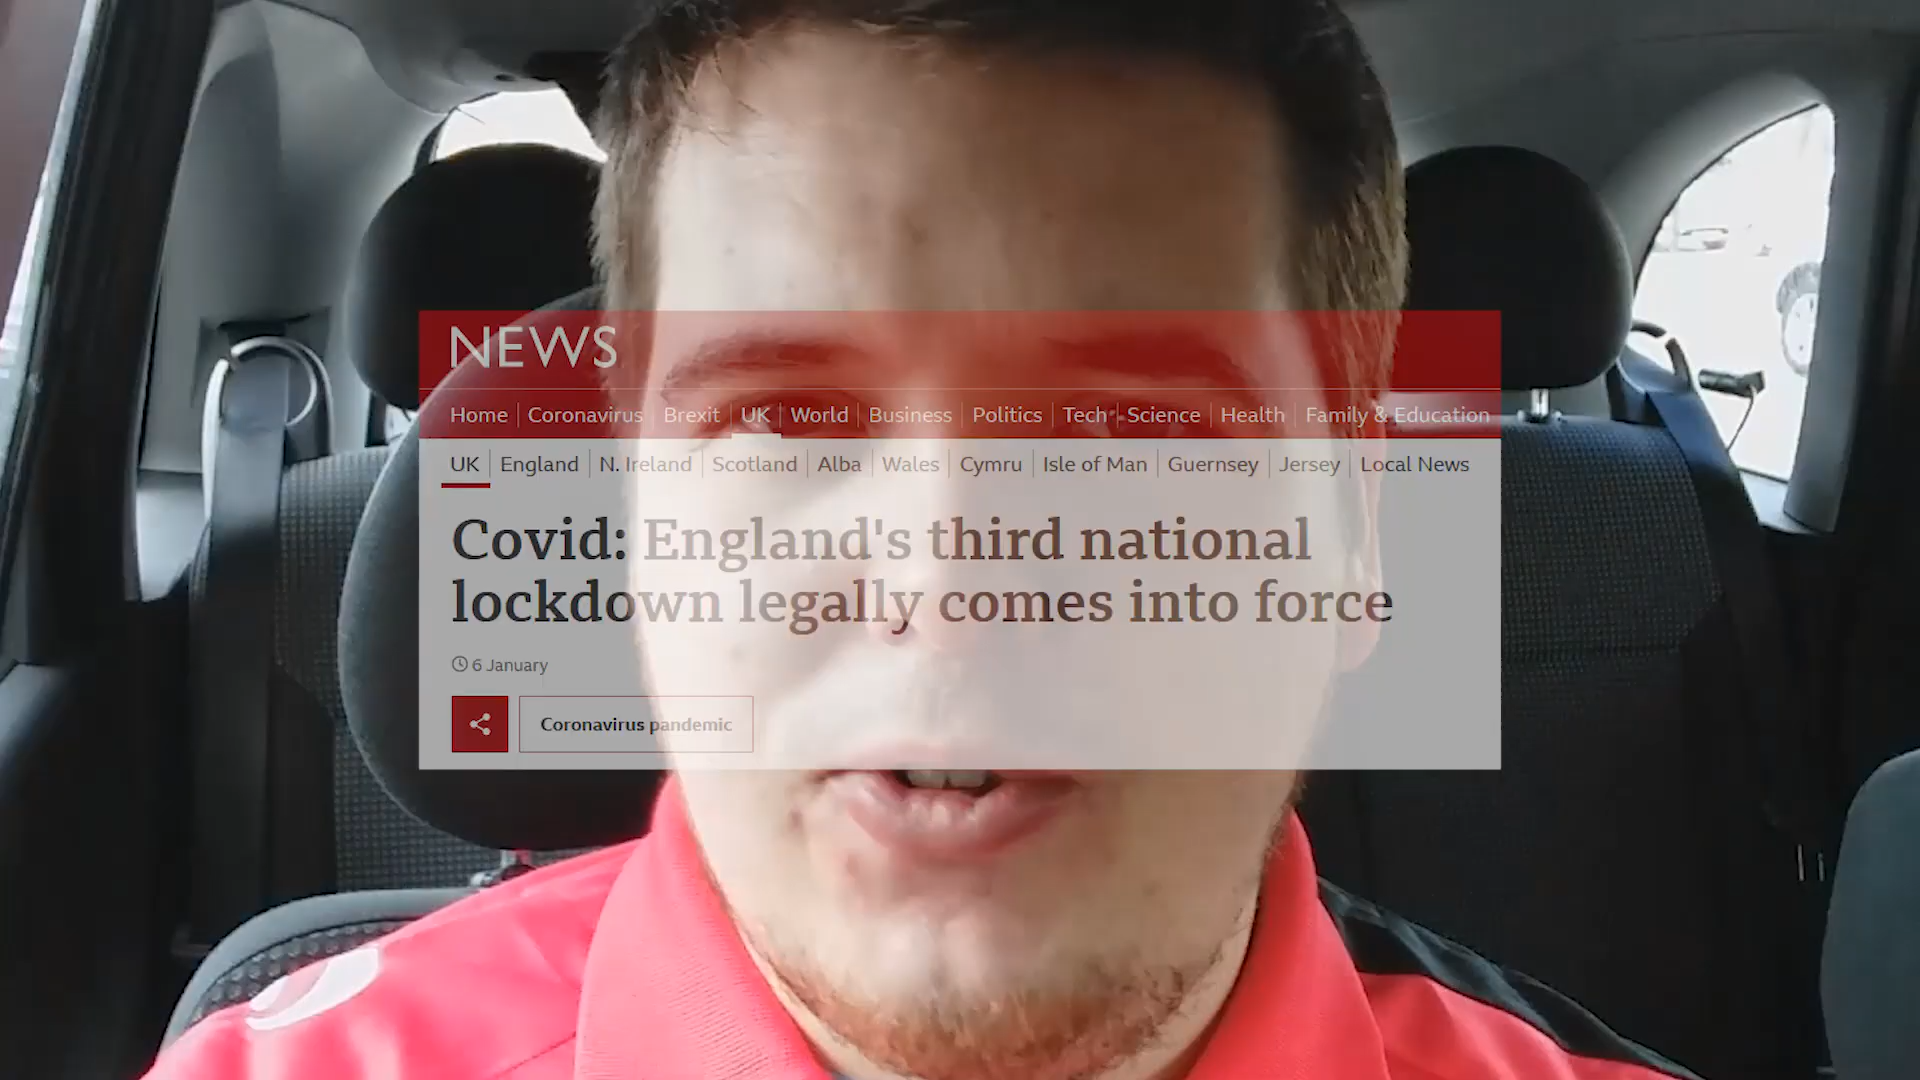 NEWS
Home Coronavirus Brexit UK World Business Politics Tech Science Health Family & Education
UK England N. Ireland Scotland Alba Wales Cymru Isle of Man Guernsey Jersey Local News
Covid: England's third national
lockdown legally comes into force
6 January
Coronavirus pandemic